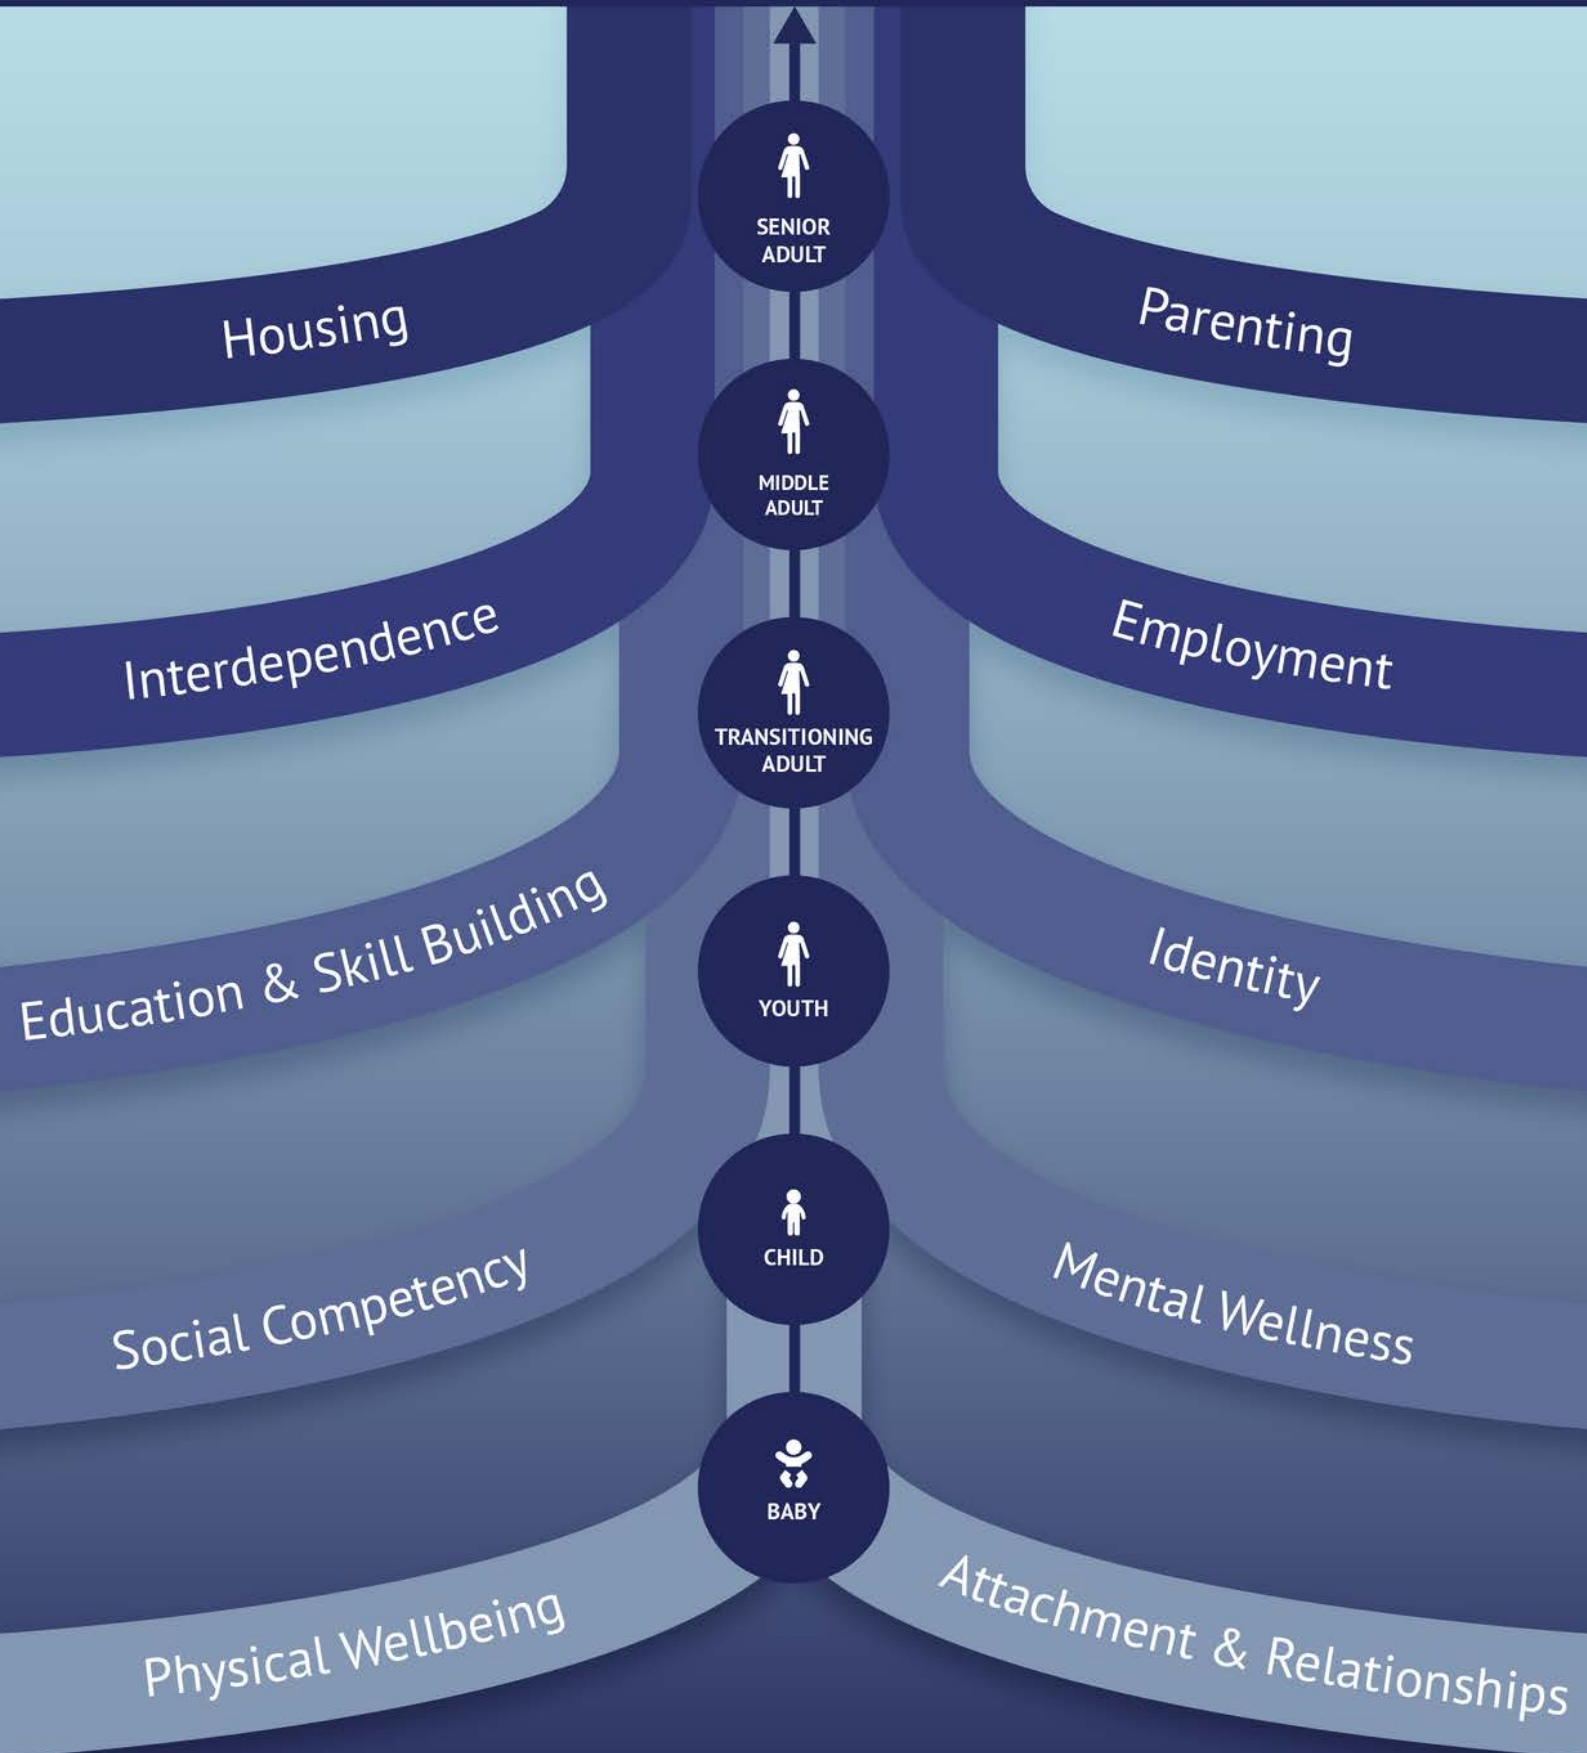 SENIOR
ADULT
Housing
Parenting
MIDDLE
ADULT
Interdependence
Employment
TRANSITIONING
ADULT
Education & Skill Building
Identity
YOUTH
CHILD
Social Competency
Mental Wellness
BABY
Physical Wellbeing
Attachment & Relationships